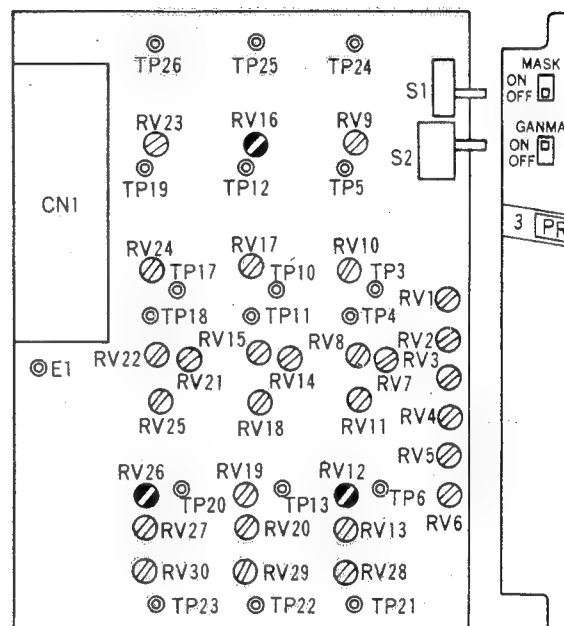 TP26 TP25 TP24
S1
MASK
ON
OFF
RV23 RV16 RV9
GANMA
ON
OFF
S2
TP19 TP12 TP5
CN1
3 PR
RV24 RV17 RV10
TP17 TP10 TP3
RV1
TP18 TP11 TP4
RV22 RV15 RV8 RV2
RV3
E1
RV21 RV14 RV7
RV25 RV18 RV11 RV4
RV5
RV26 RV19 RV12
TP20 TP13 TP6
RV6
RV27 RV20 RV13
RV30 RV29 RV28
TP23 TP22 TP21